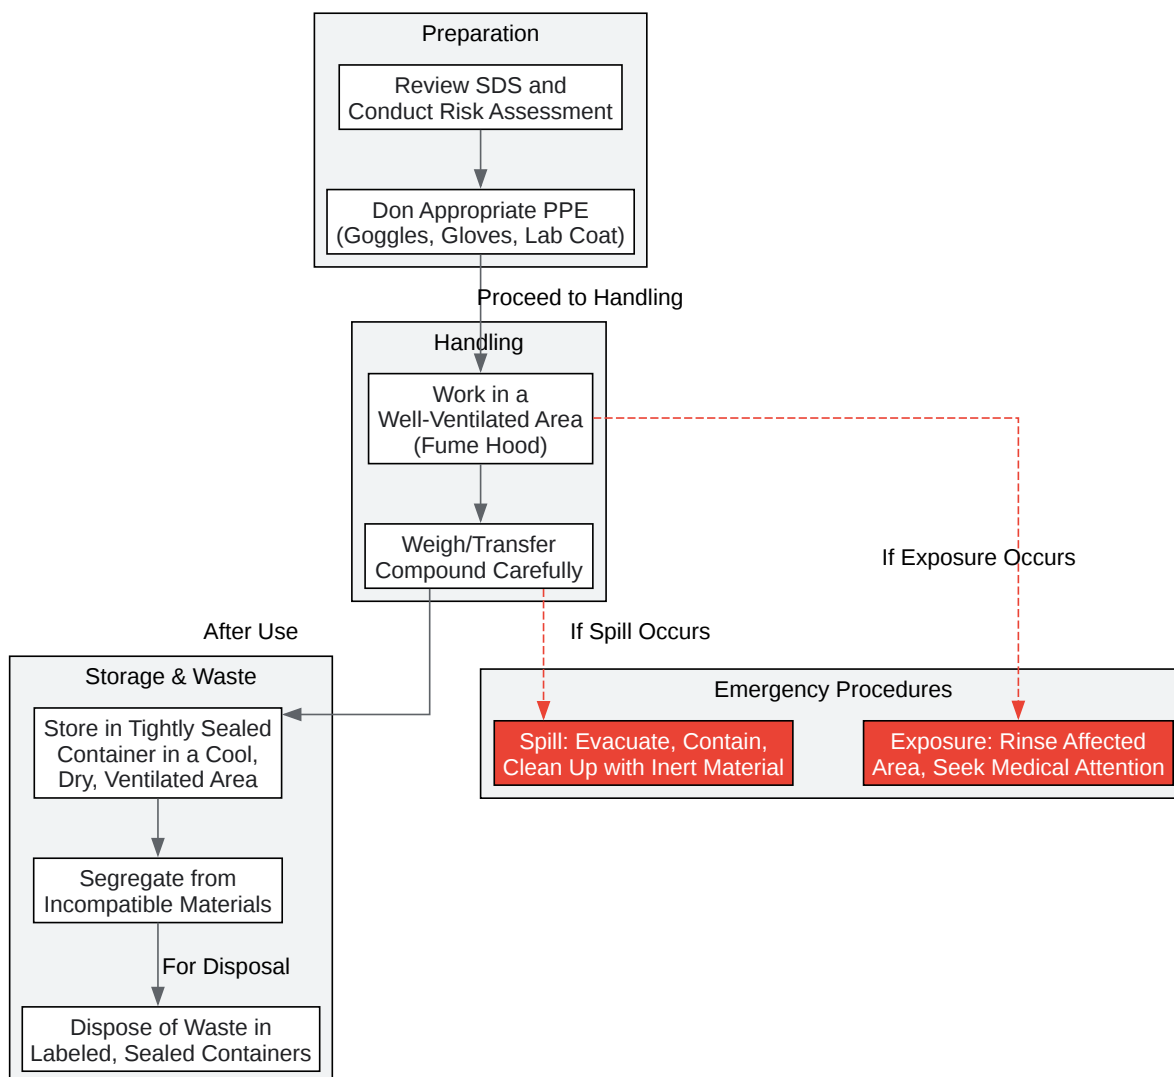 Preparation
Review SDS and
Conduct Risk Assessment
Don Appropriate PPE
(Goggles, Gloves, Lab Coat)
Proceed to Handling
Handling
Work in a
Well-Ventilated Area
(Fume Hood)
Weigh/Transfer
Compound Carefully
If Exposure Occurs
After Use
If Spill Occurs
Storage & Waste
Store in Tightly Sealed
Container in a Cool,
Dry, Ventilated Area
Segregate from
Incompatible Materials
For Disposal
Dispose of Waste in
Labeled, Sealed Containers
Emergency Procedures
Spill: Evacuate, Contain,
Clean Up with Inert Material
Exposure: Rinse Affected
Area, Seek Medical Attention